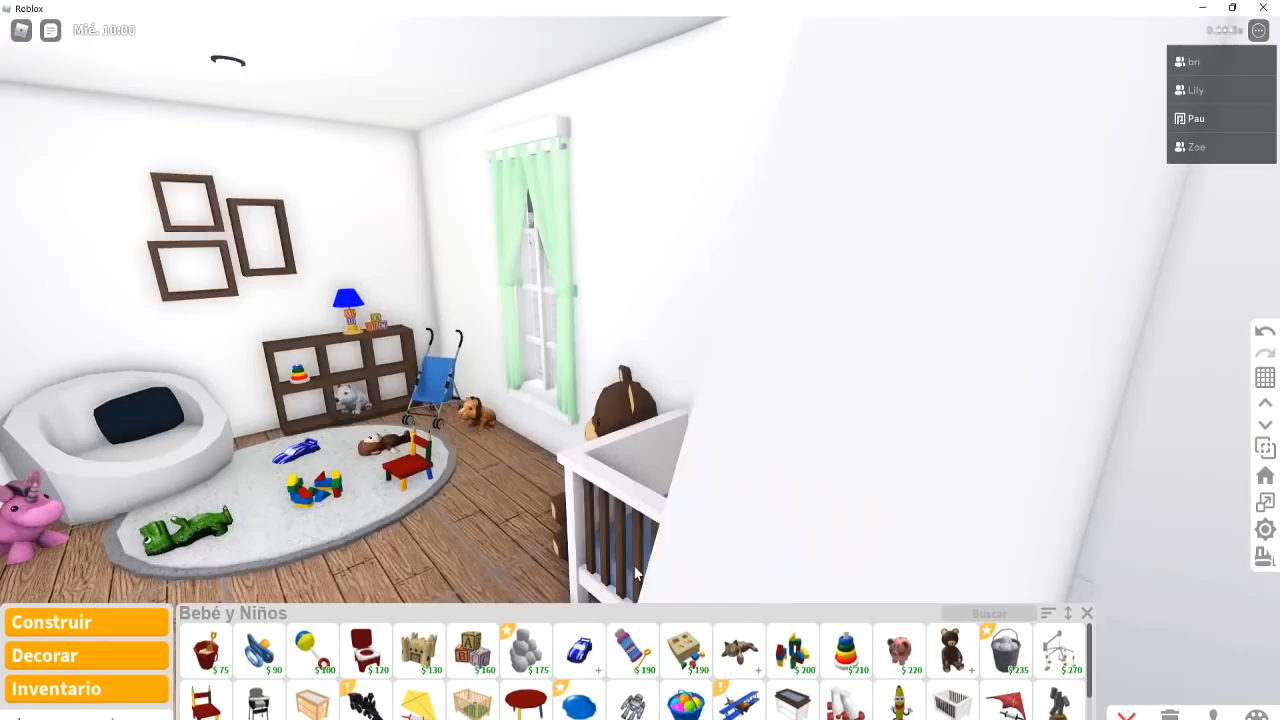 Roblox
Mié. 10:00
bri
Lily
Pau
Zoe
Bebé y Niños
Buscar
Construir
Decorar
Inventario
$ 75
$ 90
$ 100
$ 120
$ 130
$ 160
$ 175
+
$ 190
$ 190
+
$ 200
$ 210
$ 220
+
$ 235
$ 270